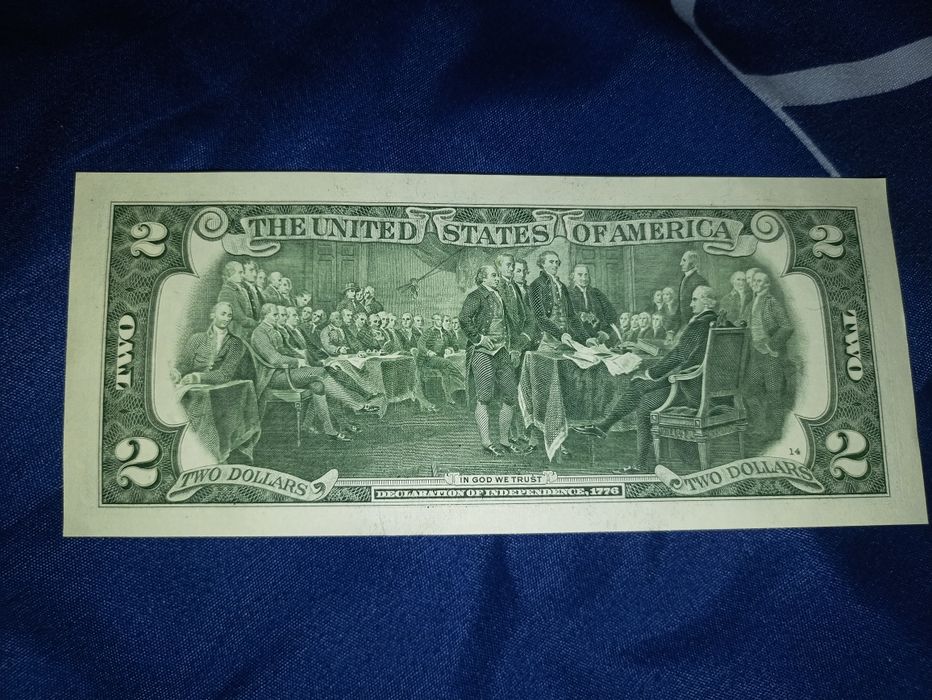 2 THE UNITED STATES OF AMERICA 2
TWO TWO
14
2 TWO DOLLARS IN GOD WE TRUST TWO DOLLARS 2
DECLARATION OF INDEPENDENCE, 1776